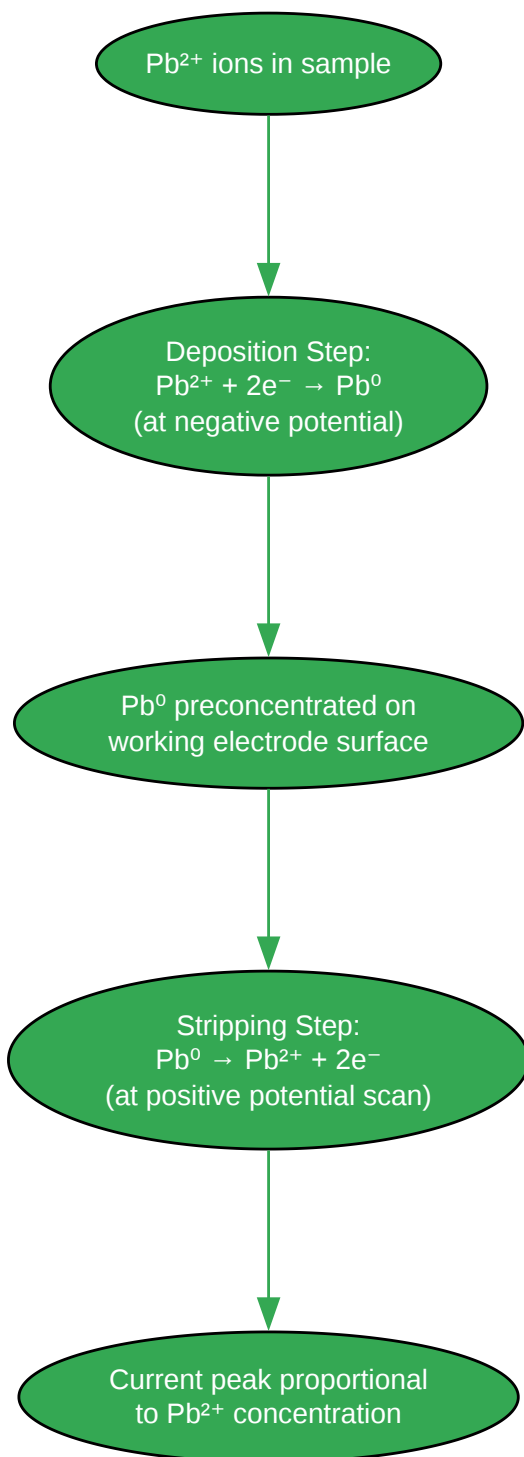 Pb²⁺ ions in sample
Deposition Step:
Pb²⁺ + 2e⁻ → Pb⁰
(at negative potential)
Pb⁰ preconcentrated on
working electrode surface
Stripping Step:
Pb⁰ → Pb²⁺ + 2e⁻
(at positive potential scan)
Current peak proportional
to Pb²⁺ concentration